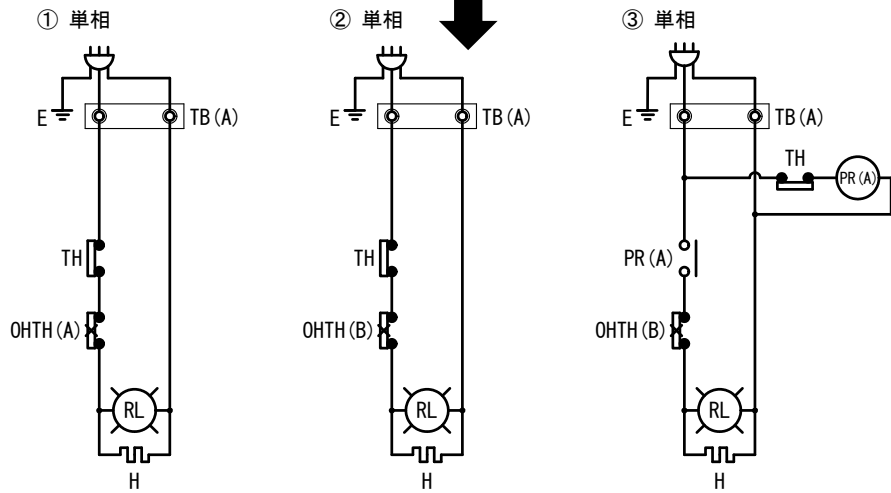 ① 単相
E
TB(A)
TH
OHTH(A)
RL
H
② 単相
E
TB(A)
TH
OHTH(B)
RL
H
③ 単相
E
TB(A)
TH
PR(A)
PR(A)
OHTH(B)
RL
H